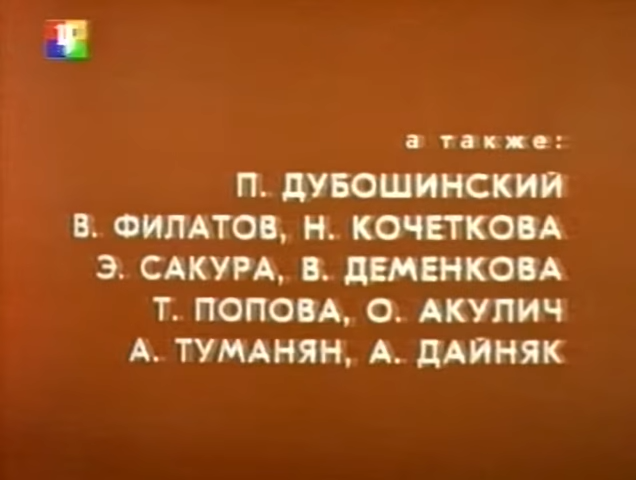 а также:
П. ДУБОШИНСКИЙ
В. ФИЛАТОВ, Н. КОЧЕТКОВА
Э. САКУРА, В. ДЕМЕНКОВА
Т. ПОПОВА, О. АКУЛИЧ
А. ТУМАНЯН, А. ДАЙНЯК